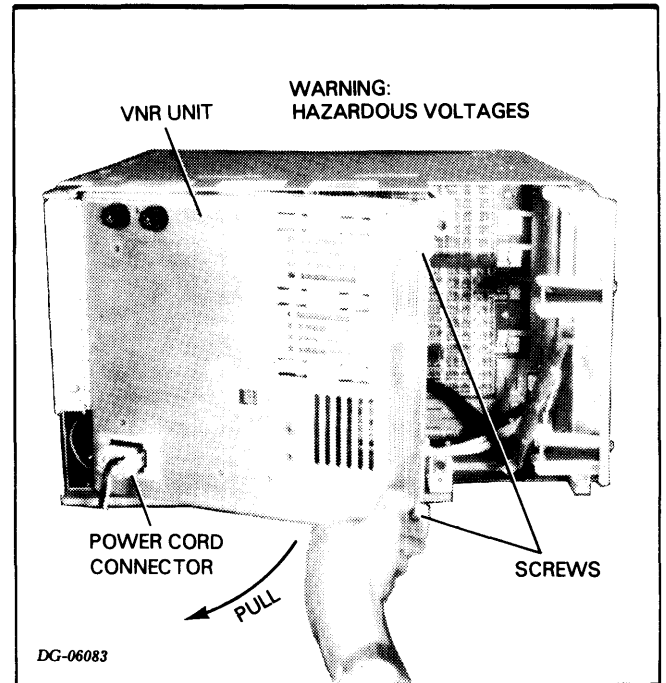 WARNING:
HAZARDOUS VOLTAGES
VNR UNIT
POWER CORD
CONNECTOR
SCREWS
PULL
DG-06083